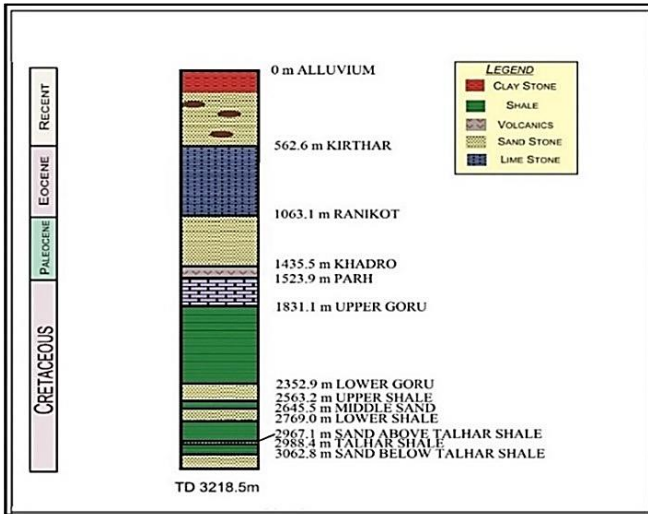 0 m ALLUVIUM
562.6 m KIRTHAR
1063.1 m RANIKOT
1435.5 m KHADRO
1523.9 m PARH
1831.1 m UPPER GORU
2352.9 m LOWER GORU
2563.2 m UPPER SHALE
2645.5 m MIDDLE SAND
2769.0 m LOWER SHALE
2967.1 m SAND ABOVE TALHAR SHALE
2988.4 m TALHAR SHALE
3062.8 m SAND BELOW TALHAR SHALE
TD 3218.5m
RECENT
EOCENE
PALEOCENE
CRETACEOUS
LEGEND
CLAY STONE
SHALE
VOLCANICS
SAND STONE
LIME STONE